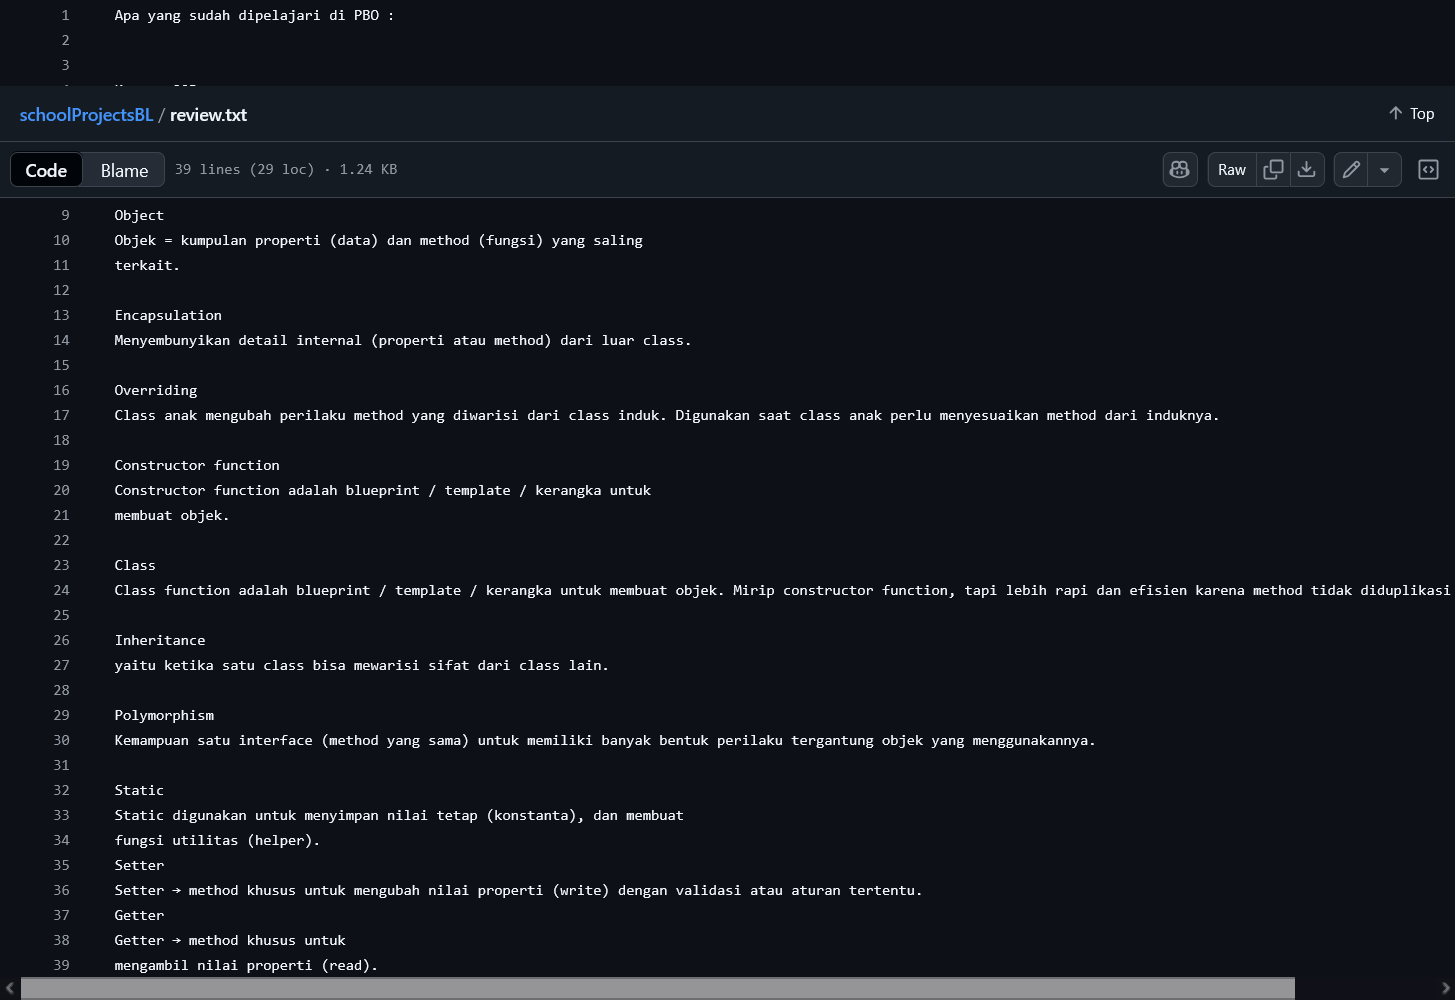 1 Apa yang sudah dipelajari di PBO :
2
3
schoolProjectsBL / review.txt
Top
Code Blame 39 lines (29 loc) · 1.24 KB
Raw
9 Object
10 Objek = kumpulan properti (data) dan method (fungsi) yang saling
11 terkait.
12
13 Encapsulation
14 Menyembunyikan detail internal (properti atau method) dari luar class.
15
16 Overriding
17 Class anak mengubah perilaku method yang diwarisi dari class induk. Digunakan saat class anak perlu menyesuaikan method dari induknya.
18
19 Constructor function
20 Constructor function adalah blueprint / template / kerangka untuk
21 membuat objek.
22
23 Class
24 Class function adalah blueprint / template / kerangka untuk membuat objek. Mirip constructor function, tapi lebih rapi dan efisien karena method tidak diduplikasi
25
26 Inheritance
27 yaitu ketika satu class bisa mewarisi sifat dari class lain.
28
29 Polymorphism
30 Kemampuan satu interface (method yang sama) untuk memiliki banyak bentuk perilaku tergantung objek yang menggunakannya.
31
32 Static
33 Static digunakan untuk menyimpan nilai tetap (konstanta), dan membuat
34 fungsi utilitas (helper).
35 Setter
36 Setter → method khusus untuk mengubah nilai properti (write) dengan validasi atau aturan tertentu.
37 Getter
38 Getter → method khusus untuk
39 mengambil nilai properti (read).